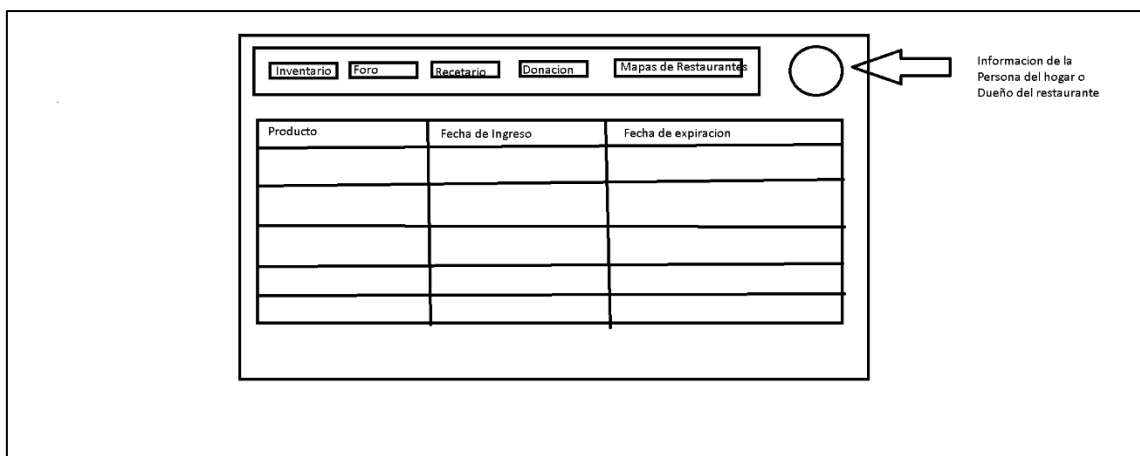 Inventario
Foro
Recetario
Donacion
Mapas de Restaurantes
Informacion de la
Persona del hogar o
Dueño del restaurante
Producto
Fecha de Ingreso
Fecha de expiracion